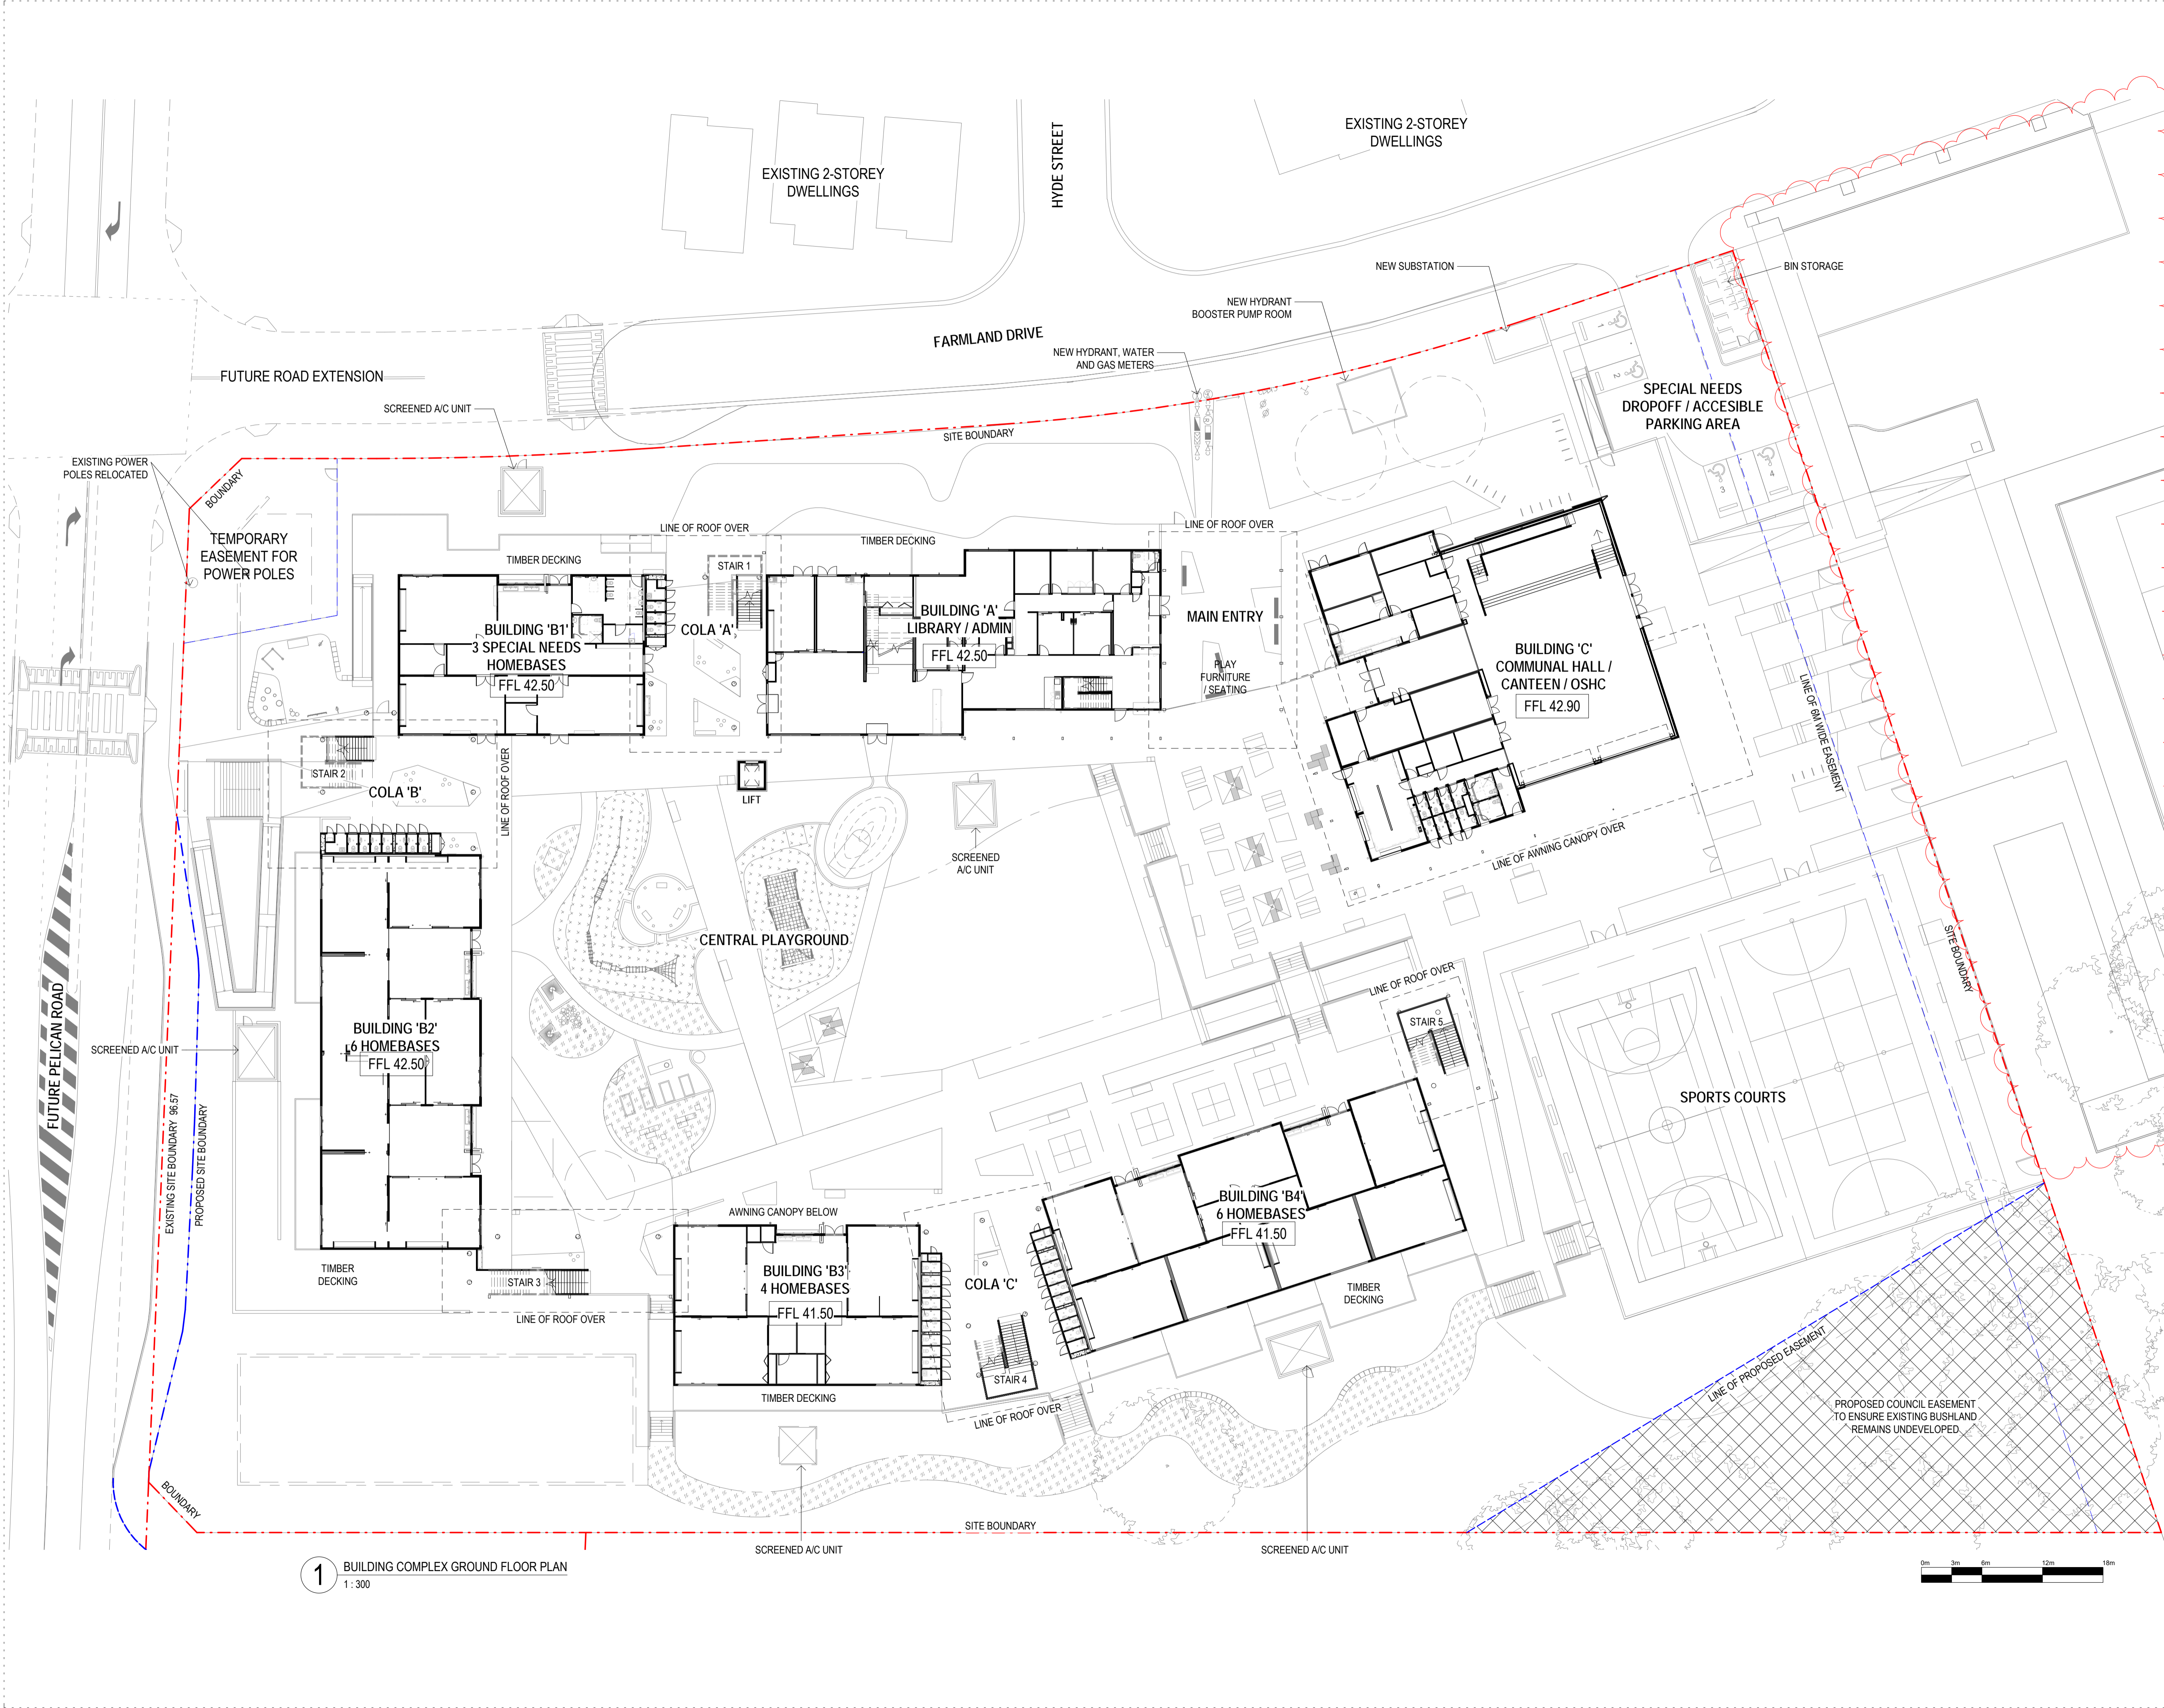 EXISTING 2-STOREY
DWELLINGS
HYDE STREET
EXISTING 2-STOREY
DWELLINGS
NEW SUBSTATION
BIN STORAGE
NEW HYDRANT
BOOSTER PUMP ROOM
FARMLAND DRIVE
NEW HYDRANT, WATER
AND GAS METERS
FUTURE ROAD EXTENSION
SCREENED A/C UNIT
SITE BOUNDARY
1
2
SPECIAL NEEDS
DROPOFF / ACCESIBLE
PARKING AREA
3
4
EXISTING POWER
POLES RELOCATED
BOUNDARY
TEMPORARY
EASEMENT FOR
POWER POLES
LINE OF ROOF OVER
TIMBER DECKING
STAIR 1
TIMBER DECKING
LINE OF ROOF OVER
BUILDING 'B1'
3 SPECIAL NEEDS
HOMEBASES
FFL 42.50
COLA 'A'
BUILDING 'A'
LIBRARY / ADMIN
FFL 42.50
MAIN ENTRY
PLAY
FURNITURE
/ SEATING
BUILDING 'C'
COMMUNAL HALL /
CANTEEN / OSHC
FFL 42.90
LINE OF 6M WIDE EASEMENT
STAIR 2
COLA 'B'
LINE OF ROOF OVER
LIFT
SCREENED
A/C UNIT
LINE OF AWNING CANOPY OVER
CENTRAL PLAYGROUND
SITE BOUNDARY
LINE OF ROOF OVER
STAIR 5
FUTURE PELICAN ROAD
SCREENED A/C UNIT
BUILDING 'B2'
6 HOMEBASES
FFL 42.50
EXISTING SITE BOUNDARY 96.57
PROPOSED SITE BOUNDARY
SPORTS COURTS
AWNING CANOPY BELOW
BUILDING 'B4'
6 HOMEBASES
FFL 41.50
TIMBER
DECKING
STAIR 3
LINE OF ROOF OVER
BUILDING 'B3'
4 HOMEBASES
FFL 41.50
COLA 'C'
TIMBER
DECKING
STAIR 4
TIMBER DECKING
LINE OF ROOF OVER
LINE OF PROPOSED EASEMENT
PROPOSED COUNCIL EASEMENT
TO ENSURE EXISTING BUSHLAND
REMAINS UNDEVELOPED
BOUNDARY
SITE BOUNDARY
SCREENED A/C UNIT
SCREENED A/C UNIT
1
BUILDING COMPLEX GROUND FLOOR PLAN
1 : 300
0m 3m 6m 12m 18m